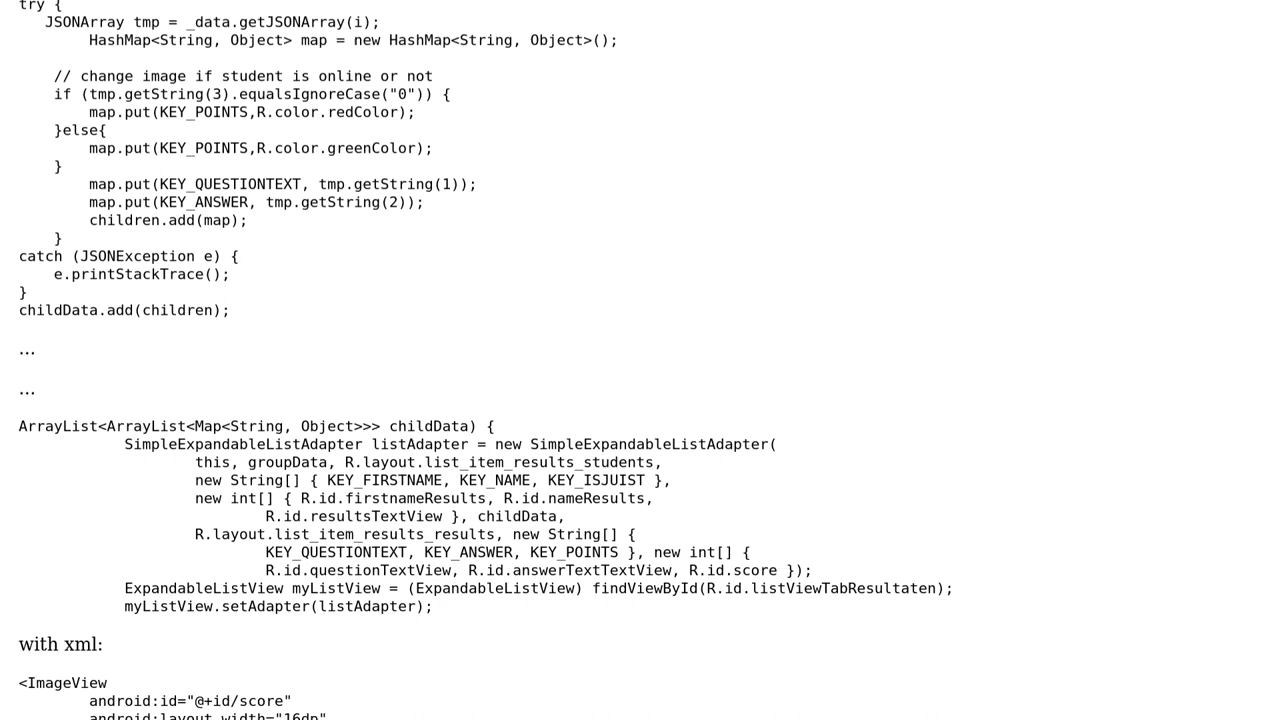 try {
   JSONArray tmp = _data.getJSONArray(i);
        HashMap<String, Object> map = new HashMap<String, Object>();

    // change image if student is online or not
    if (tmp.getString(3).equalsIgnoreCase("0")) {
        map.put(KEY_POINTS,R.color.redColor);
    }else{
        map.put(KEY_POINTS,R.color.greenColor);
    }
        map.put(KEY_QUESTIONTEXT, tmp.getString(1));
        map.put(KEY_ANSWER, tmp.getString(2));
        children.add(map);
    }
catch (JSONException e) {
    e.printStackTrace();
}
childData.add(children);

...

...

ArrayList<ArrayList<Map<String, Object>>> childData) {
            SimpleExpandableListAdapter listAdapter = new SimpleExpandableListAdapter(
                    this, groupData, R.layout.list_item_results_students,
                    new String[] { KEY_FIRSTNAME, KEY_NAME, KEY_ISJUIST },
                    new int[] { R.id.firstnameResults, R.id.nameResults,
                            R.id.resultsTextView }, childData,
                    R.layout.list_item_results_results, new String[] {
                            KEY_QUESTIONTEXT, KEY_ANSWER, KEY_POINTS }, new int[] {
                            R.id.questionTextView, R.id.answerTextTextView, R.id.score });
            ExpandableListView myListView = (ExpandableListView) findViewById(R.id.listViewTabResultaten);
            myListView.setAdapter(listAdapter);

with xml:

<ImageView
        android:id="@+id/score"
        android:layout_width="16dp"